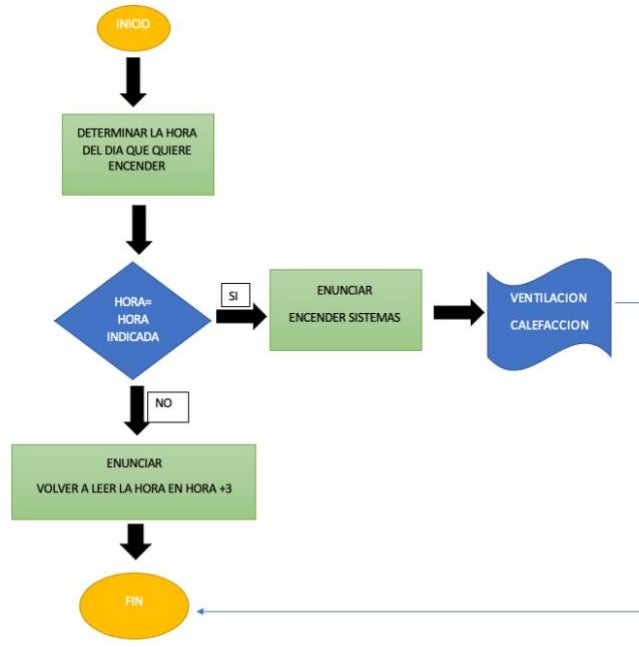 INICIO
DETERMINAR LA HORA
DEL DIA QUE QUIERE
ENCENDER
HORA=
HORA
INDICADA
SI
ENUNCIAR
ENCENDER SISTEMAS
VENTILACION
CALEFACCION
NO
ENUNCIAR
VOLVER A LEER LA HORA EN HORA +3
FIN